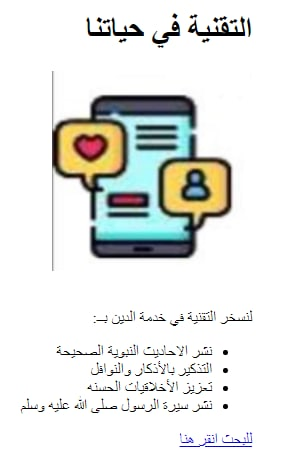 التقنية في حياتنا
لنسخر التقنية في خدمة الدين بــ:
نشر الاحاديث النبوية الصحيحة
التذكير بالأذكار والنوافل
تعزيز الأخلاقيات الحسنه
نشر سيرة الرسول صلى الله عليه وسلم
للبحث انقر هنا